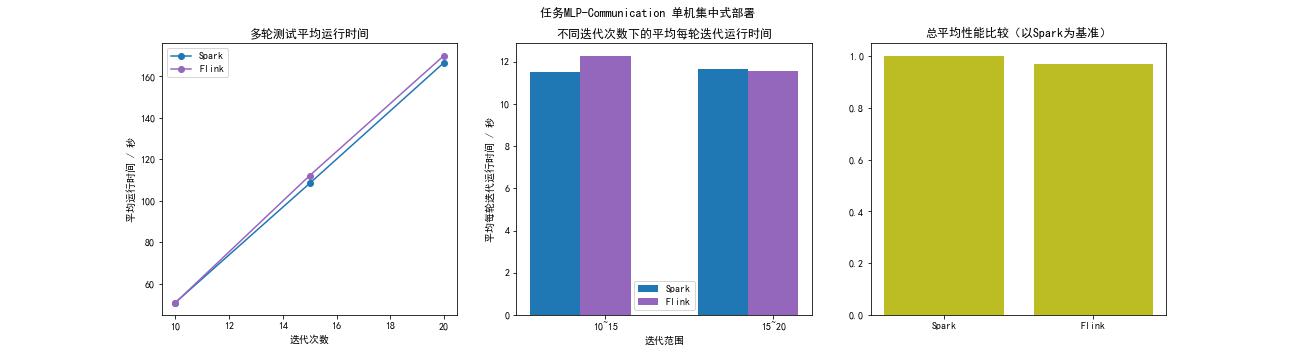 任务MLP-Communication 单机集中式部署
多轮测试平均运行时间
Spark
Flink
160
140
120
100
80
60
平均运行时间 / 秒
10
12
14
16
18
20
迭代次数
不同迭代次数下的平均每轮迭代运行时间
12
10
8
6
4
2
0
平均每轮迭代运行时间 / 秒
Spark
Flink
10~15
15~20
迭代范围
总平均性能比较（以Spark为基准）
1.0
0.8
0.6
0.4
0.2
0.0
Spark
Flink